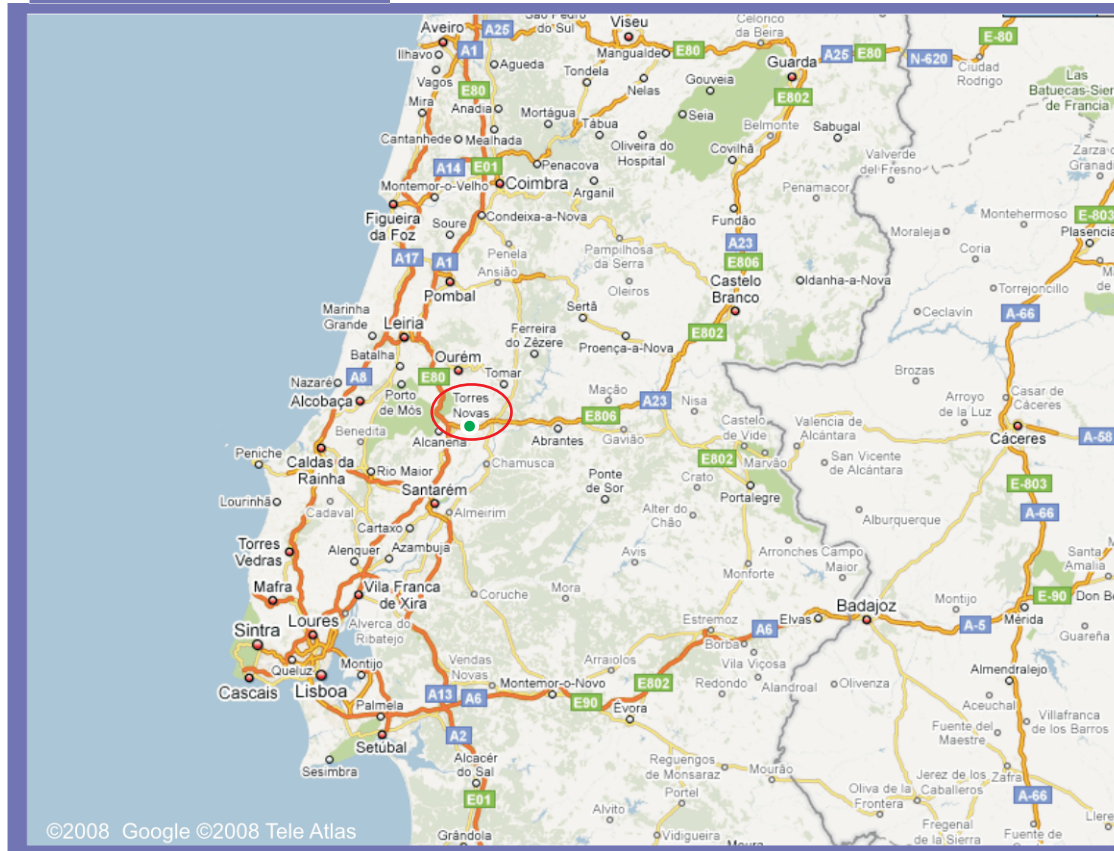 São Pedro
do Sul
Viseu
Celorico
da Beira
Aveiro
A25
E-80
Ilhavo
A1
Agueda
Mangualde
E80
Guarda
A25
E80
N-620
Ciudad
Rodrigo
Vagos
E80
Tondela
Nelas
Gouveia
E802
Las
Batuecas-Sier
de Francia
Mira
Anadia
Mortágua
Tábua
Seia
Belmonte
Sabugal
Cantanhede
Mealhada
Oliveira do
Hospital
Covilhã
Valverde
del Fresno
Zarza
Granadi
A14
E01
Penacova
Montemor-o-Velho
Coimbra
Arganil
Penamacor
Figueira
da Foz
Soure
Condeixa-a-Nova
Fundão
Montehermoso
E-803
Plasencia
A17
A1
Penela
Pampilhosa
da Serra
A23
E806
Moraleja
Coria
Ansião
Oleiros
Castelo
Branco
Idanha-a-Nova
Torrejoncillo
Ma
de
Pombal
Sertã
Marinha
Grande
Leiria
Ferreira
do Zêzere
Proença-a-Nova
E802
Ceclavin
A-66
Batalha
Ourém
Nazaré
A8
E80
Tomar
Brozas
Alcobaça
Porto
de Mós
Torres
Novas
Mação
A23
Nisa
Arroyo
de la Luz
Casar de
Cáceres
Benedita
Alcanena
E806
Abrantes
Gavião
Castelo
de Vide
Valencia de
Alcántara
Cáceres
A-58
Peniche
Caldas da
Rainha
Rio Maior
Chamusca
E802
Marvão
San Vicente
de Alcántara
Ponte
de Sor
Crato
Portalegre
E-803
Lourinhã
Cadaval
Santarém
Almeirim
Alter do
Chão
Alburquerque
A-66
Cartaxo
Torres
Vedras
Alenquer
Azambuja
Avis
Arronches
Campo
Maior
Santa
Amalia
M
Monforte
Mafra
Vila Franca
de Xira
Coruche
Mora
Badajoz
Montijo
E-90
Don Be
Sintra
Loures
Alverca do
Ribatejo
Estremoz
A6
Elvas
A-5
Mérida
Guareña
Queluz
Montijo
Vendas
Novas
Arraiolos
Borba
Vila Viçosa
Almendralejo
Cascais
Lisboa
A13
A6
Montemor-o-Novo
E802
Redondo
Alandroal
Olivenza
Aceuchal
Palmela
E90
Évora
Villafranca
de los Barros
Setúbal
A2
Fuente del
Maestre
Sesimbra
Alcacér
do Sal
Reguengos
de Monsaraz
Mourão
Jerez de los
Caballeros
Zafra
E01
Portel
Oliva de la
Frontera
A-66
Alvito
Fregenal
de la Sierra
Llere
©2008 Google ©2008 Tele Atlas
Grândola
Vidigueira
Moura
Fuente de